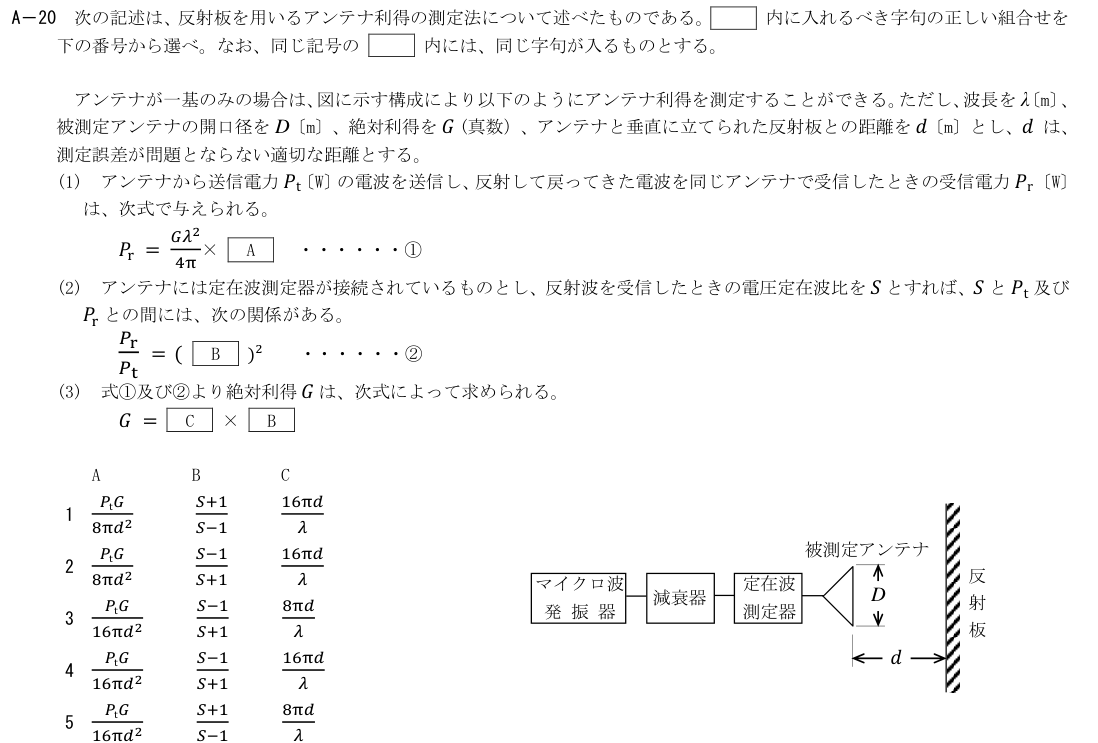 A－20 次の記述は、反射板を用いるアンテナ利得の測定法について述べたものである。 内に入れるべき字句の正しい組合せを
下の番号から選べ。なお、同じ記号の 内には、同じ字句が入るものとする。
アンテナが一基のみの場合は、図に示す構成により以下のようにアンテナ利得を測定することができる。ただし、波長をλ〔m〕、
被測定アンテナの開口径をD〔m〕、絶対利得をG（真数）、アンテナと垂直に立てられた反射板との距離をd〔m〕とし、dは、
測定誤差が問題とならない適切な距離とする。
(1) アンテナから送信電力Pt〔W〕の電波を送信し、反射して戻ってきた電波を同じアンテナで受信したときの受信電力Pr〔W〕
は、次式で与えられる。
Pr = Gλ²/4π × A ・・・・・・①
(2) アンテナには定在波測定器が接続されているものとし、反射波を受信したときの電圧定在波比をSとすれば、SとPt及び
Prとの間には、次の関係がある。
Pr/Pt = ( B )² ・・・・・・②
(3) 式①及び②より絶対利得Gは、次式によって求められる。
G = C × B
A B C
1 PtG/8πd² S+1/S−1 16πd/λ
2 PtG/8πd² S−1/S+1 16πd/λ
3 PtG/16πd² S−1/S+1 8πd/λ
4 PtG/16πd² S−1/S+1 16πd/λ
5 PtG/16πd² S+1/S−1 8πd/λ
被測定アンテナ
マイクロ波
発振器
減衰器
定在波
測定器
D
反射板
d